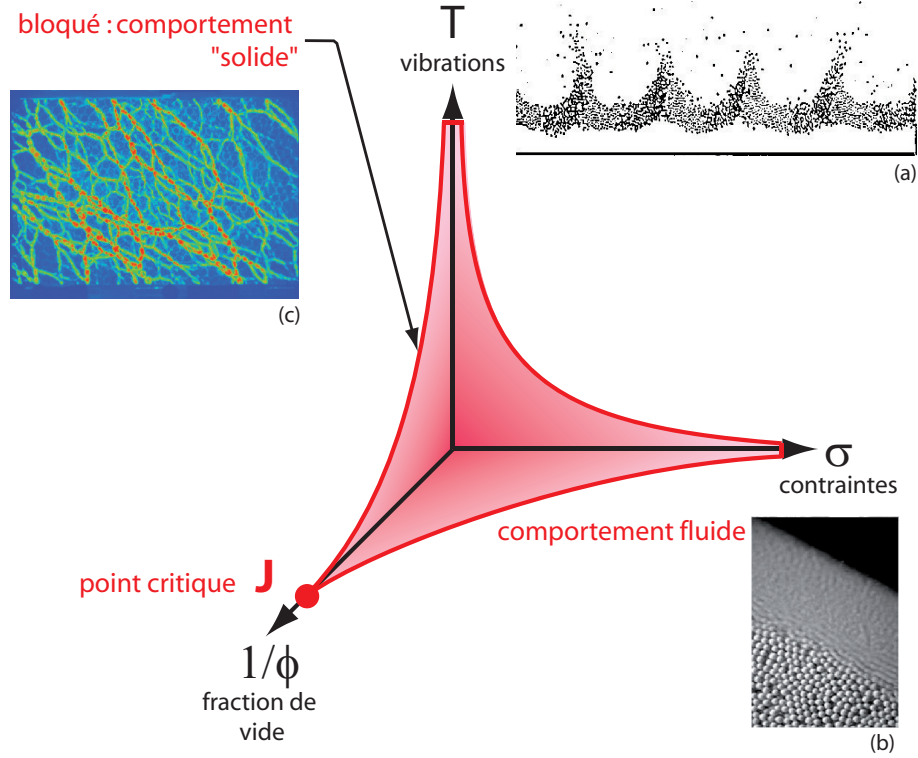 bloqué : comportement
"solide"
T
vibrations
(a)
(c)
σ
contraintes
comportement fluide
point critique J
1/ϕ
fraction de
vide
(b)